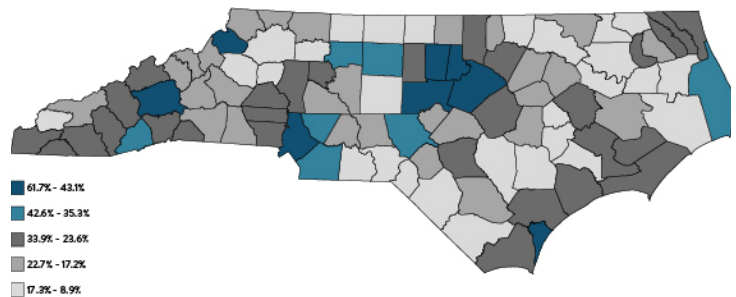 61.7% - 43.1%
42.6% - 35.3%
33.9% - 23.6%
22.7% - 17.2%
17.3% - 8.9%